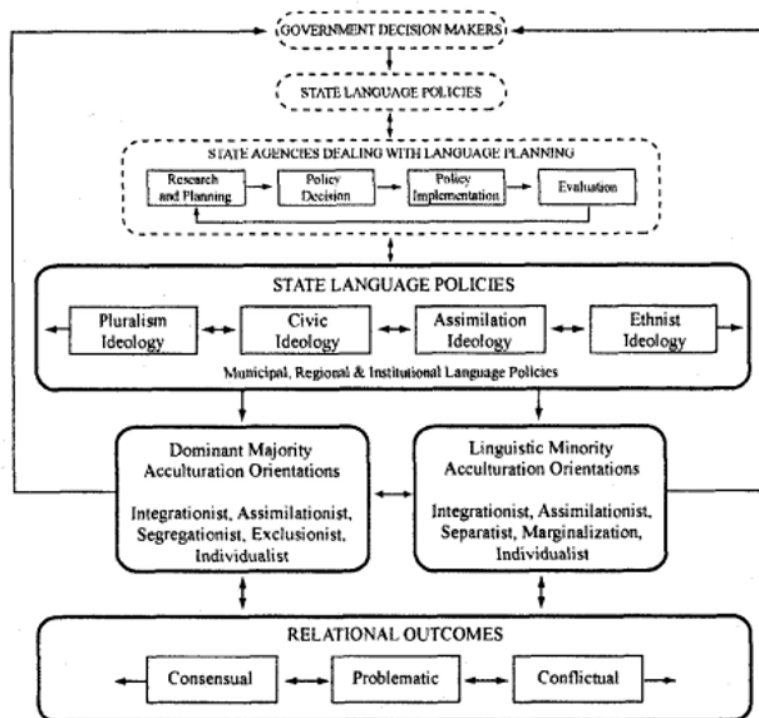 GOVERNMENT DECISION MAKERS
STATE LANGUAGE POLICIES
STATE AGENCIES DEALING WITH LANGUAGE PLANNING
Research
and Planning
Policy
Decision
Policy
Implementation
Evaluation
STATE LANGUAGE POLICIES
Pluralism
Ideology
Civic
Ideology
Assimilation
Ideology
Ethnist
Ideology
Municipal, Regional & Institutional Language Policies
Dominant Majority
Acculturation Orientations
Integrationist, Assimilationist,
Segregationist, Exclusionist,
Individualist
Linguistic Minority
Acculturation Orientations
Integrationist, Assimilationist,
Separatist, Marginalization,
Individualist
RELATIONAL OUTCOMES
Consensual
Problematic
Conflictual